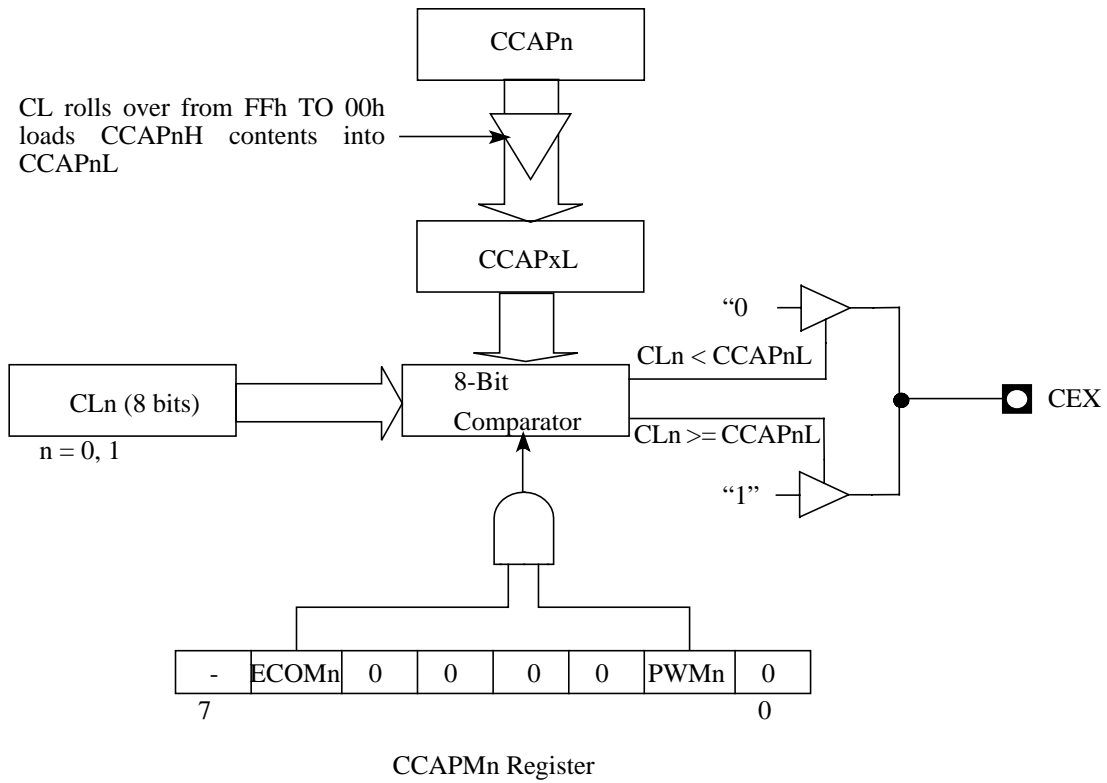 CCAPn
CL rolls over from FFh TO 00h
loads CCAPnH contents into
CCAPnL
CCAPxL
“0
CLn < CCAPnL
CLn (8 bits)
8-Bit
Comparator
CEX
n = 0, 1
CLn >= CCAPnL
“1”
- ECOMn 0 0 0 0 PWMn 0
7 0
CCAPMn Register